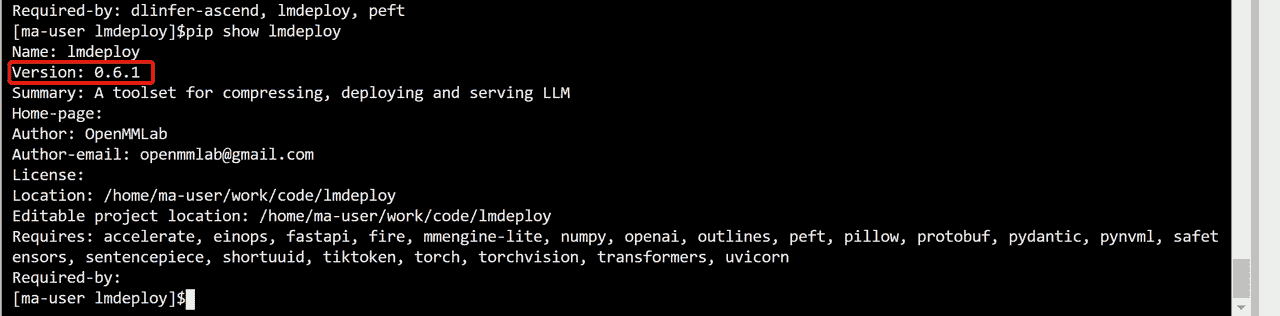 Required-by: dlinfer-ascend, lmdeploy, peft
[ma-user lmdeploy]$pip show lmdeploy
Name: lmdeploy
Version: 0.6.1
Summary: A toolset for compressing, deploying and serving LLM
Home-page:
Author: OpenMMLab
Author-email: openmmlab@gmail.com
License:
Location: /home/ma-user/work/code/lmdeploy
Editable project location: /home/ma-user/work/code/lmdeploy
Requires: accelerate, einops, fastapi, fire, mmengine-lite, numpy, openai, outlines, peft, pillow, protobuf, pydantic, pynvml, safet
ensors, sentencepiece, shortuuid, tiktoken, torch, torchvision, transformers, uvicorn
Required-by:
[ma-user lmdeploy]$